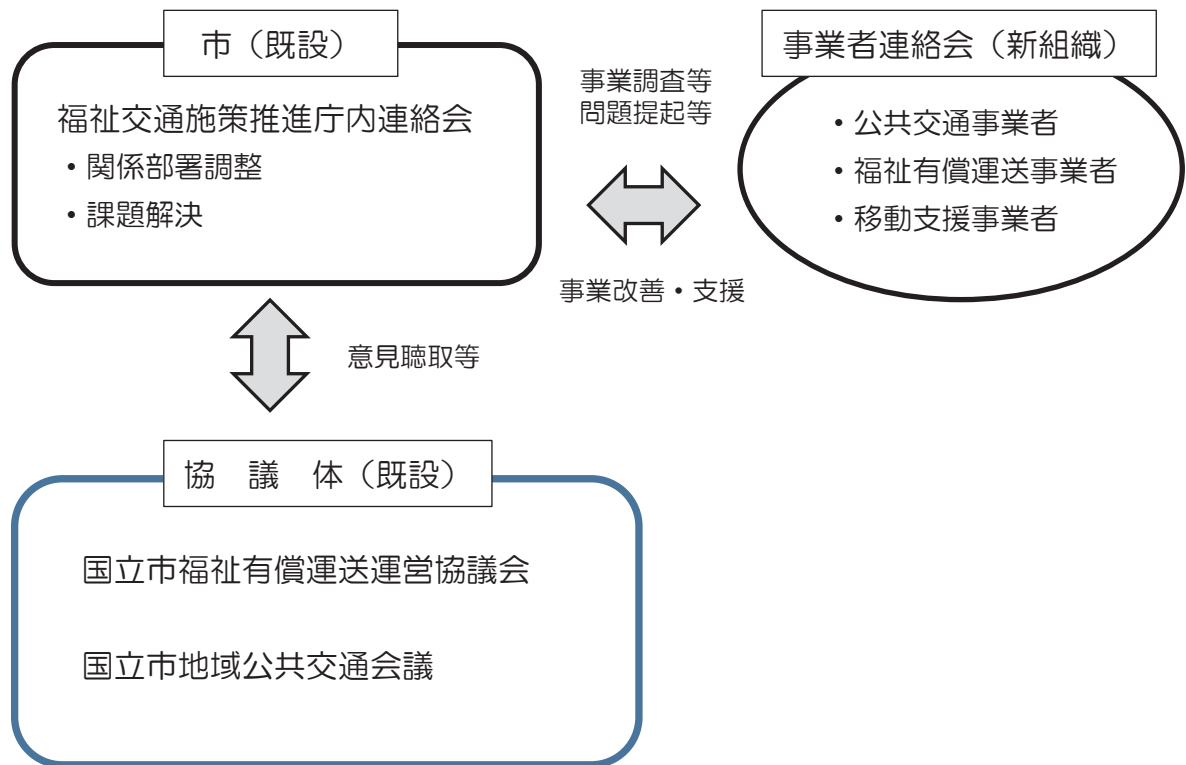 市（既設）
福祉交通施策推進庁内連絡会
・関係部署調整
・課題解決
事業調査等
問題提起等
事業改善・支援
事業者連絡会（新組織）
・公共交通事業者
・福祉有償運送事業者
・移動支援事業者
意見聴取等
協　議　体（既設）
国立市福祉有償運送運営協議会
国立市地域公共交通会議